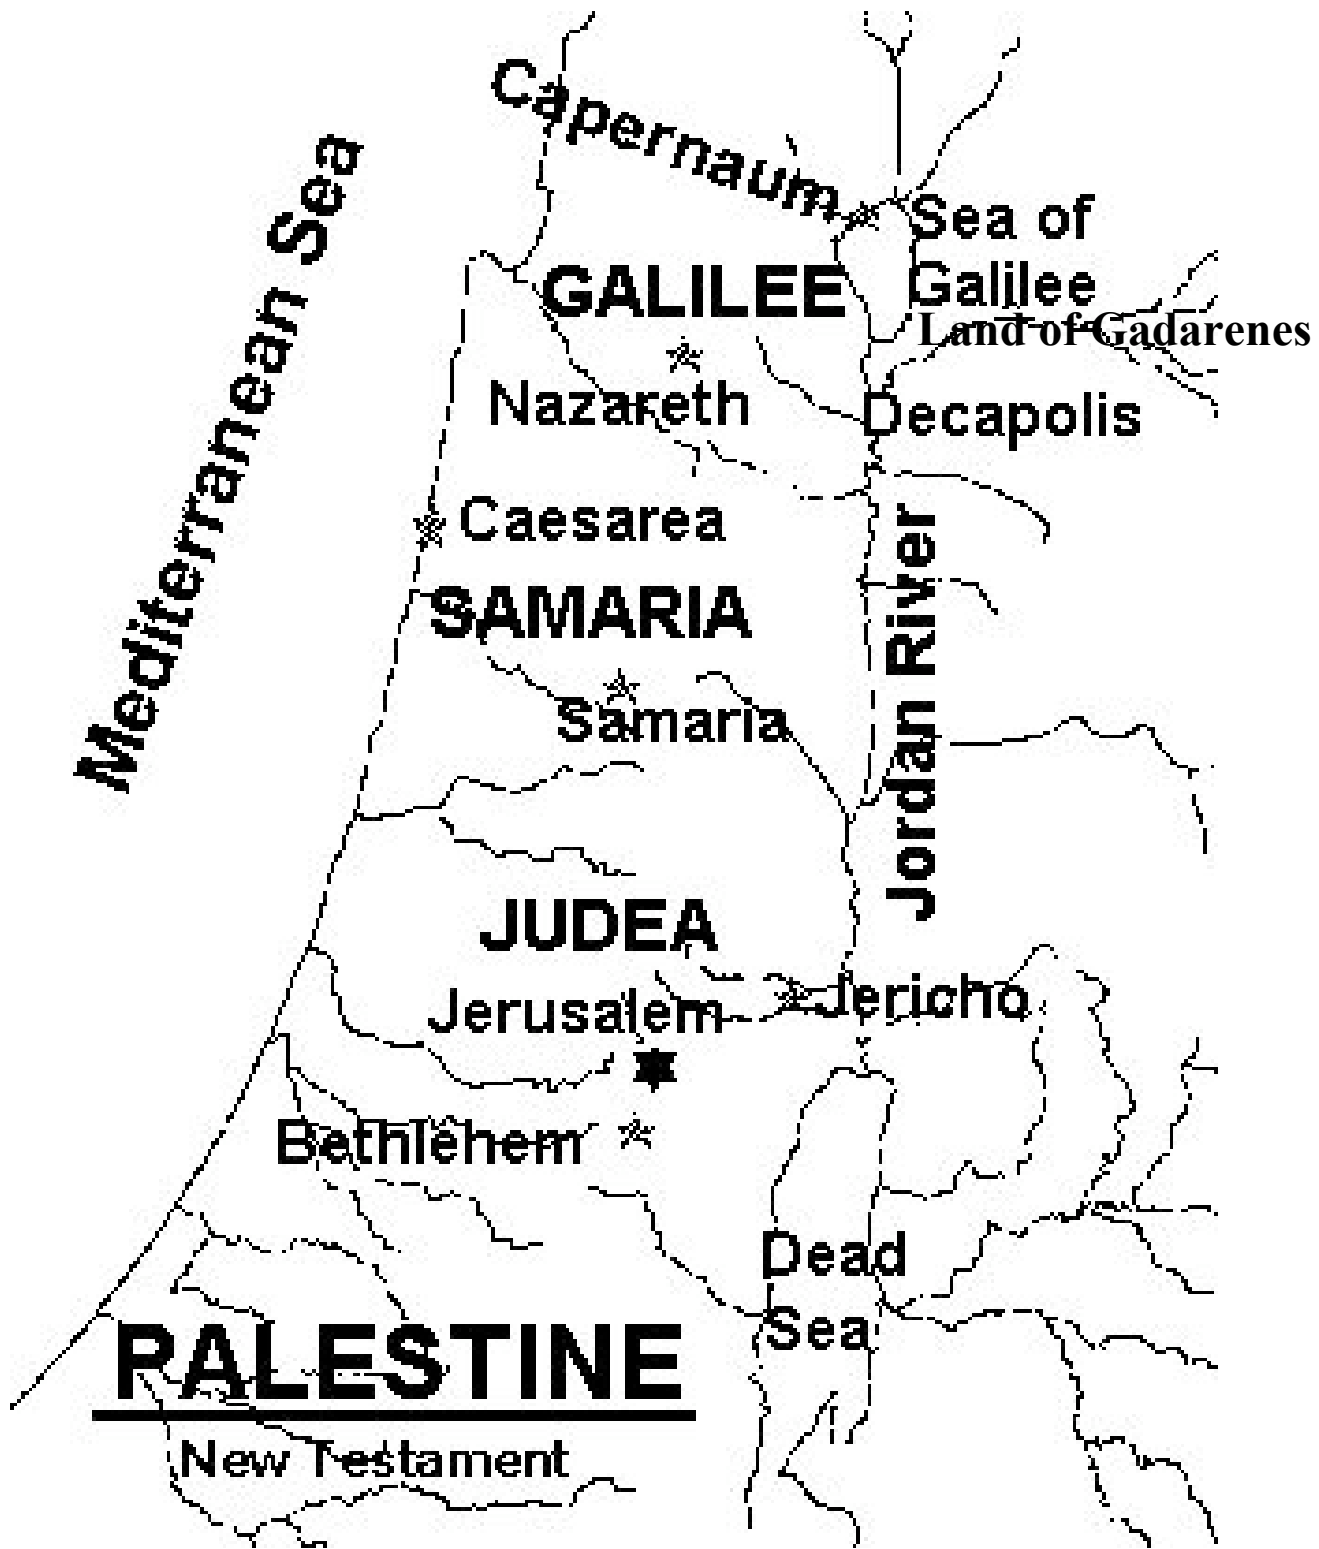 Capernaum
Mediterranean Sea
Sea of
Galilee
GALILEE
Land of Gadarenes
Nazareth
Decapolis
Caesarea
SAMARIA
Jordan River
Samaria
JUDEA
Jerusalem
Jericho
Bethlehem
Dead
Sea
PALESTINE
New Testament